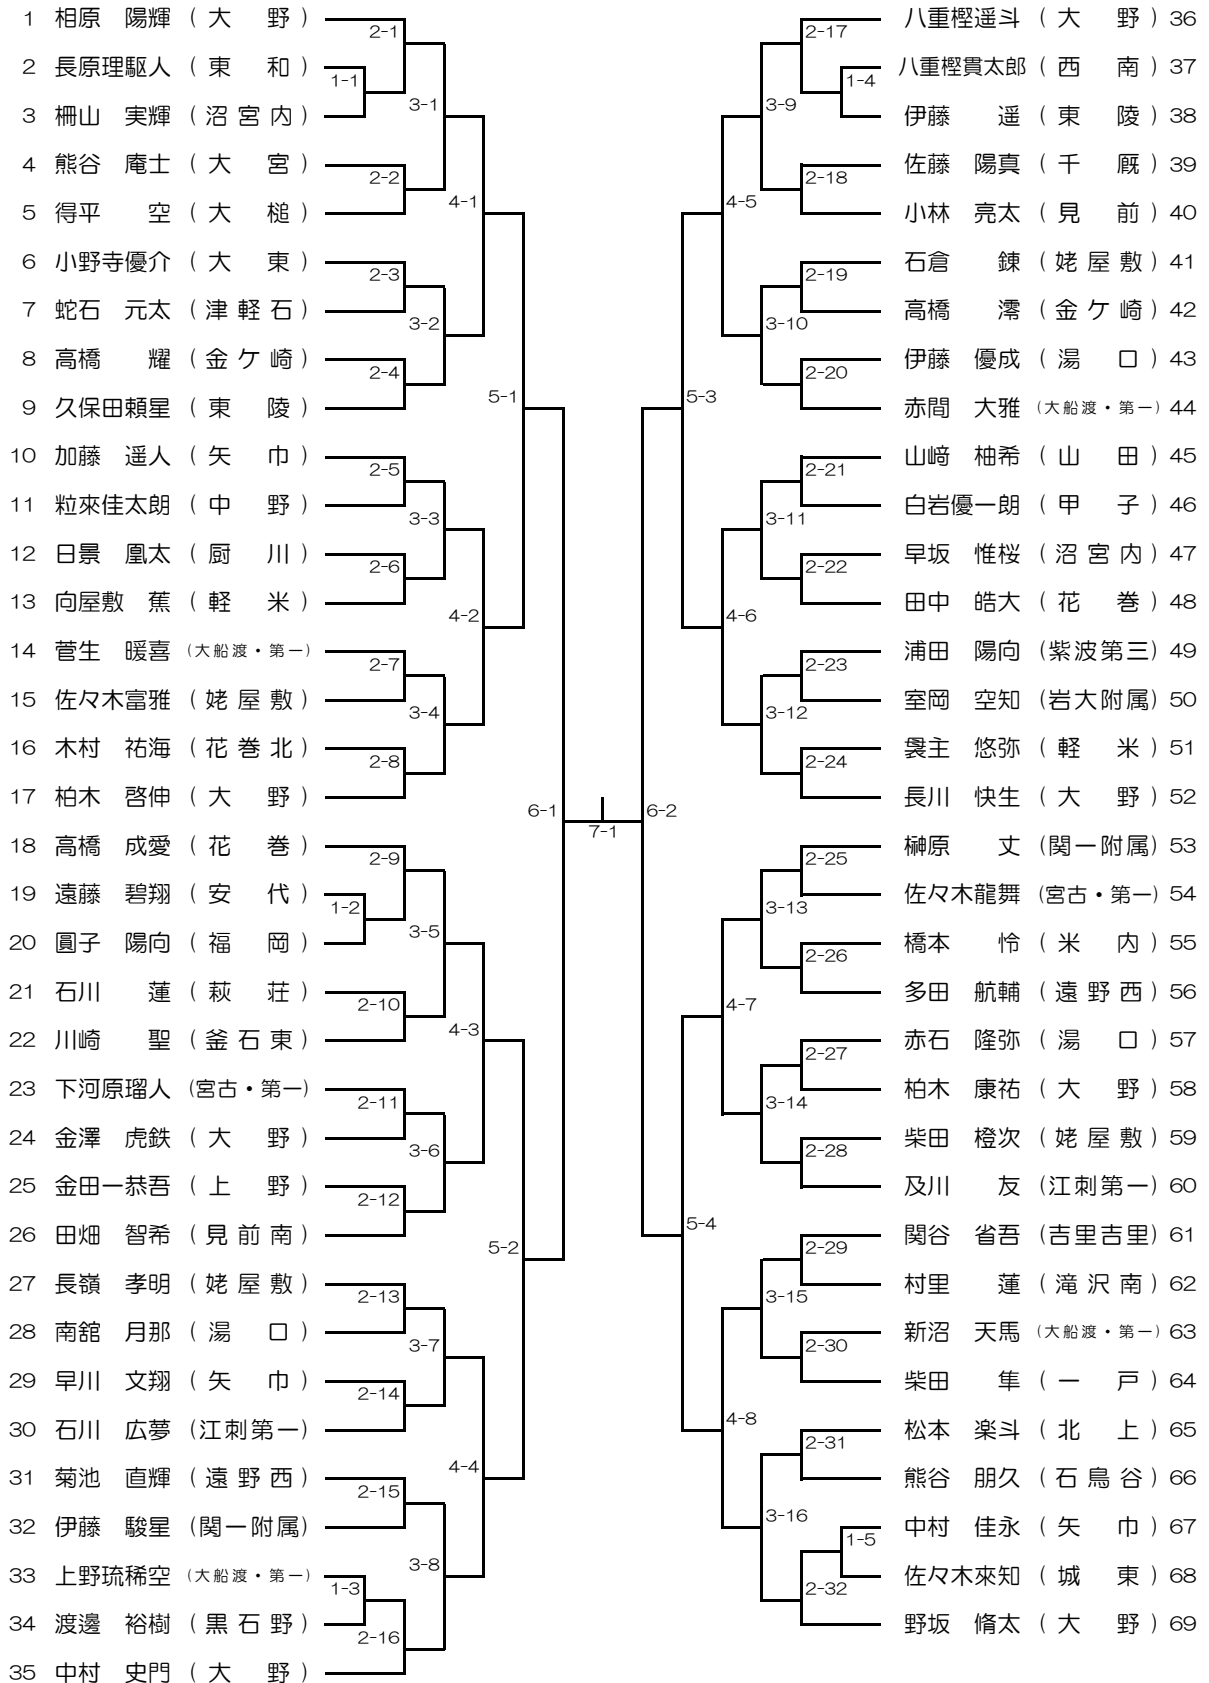 1 相原 陽輝 (大 野)
2 長原理駆人 (東 和)
3 柵山 実輝 (沼宮内)
4 熊谷 庵士 (大 宮)
5 得平 空 (大 槌)
6 小野寺優介 (大 東)
7 蛇石 元太 (津軽石)
8 高橋 耀 (金ケ崎)
9 久保田頼星 (東 陵)
10 加藤 遥人 (矢 巾)
11 粒來佳太朗 (中 野)
12 日景 凰太 (厨 川)
13 向屋敷 蕉 (軽 米)
14 菅生 暖喜 (大船渡・第一)
15 佐々木富雅 (姥屋敷)
16 木村 祐海 (花巻北)
17 柏木 啓伸 (大 野)
18 高橋 成愛 (花 巻)
19 遠藤 碧翔 (安 代)
20 圓子 陽向 (福 岡)
21 石川 蓮 (萩 荘)
22 川崎 聖 (釜石東)
23 下河原瑠人 (宮古・第一)
24 金澤 虎鉄 (大 野)
25 金田一恭吾 (上 野)
26 田畑 智希 (見前南)
27 長嶺 孝明 (姥屋敷)
28 南舘 月那 (湯 口)
29 早川 文翔 (矢 巾)
30 石川 広夢 (江刺第一)
31 菊池 直輝 (遠野西)
32 伊藤 駿星 (関一附属)
33 上野琉稀空 (大船渡・第一)
34 渡邊 裕樹 (黒石野)
35 中村 史門 (大 野)
1-1
1-2
1-3
2-1
2-2
2-3
2-4
2-5
2-6
2-7
2-8
2-9
2-10
2-11
2-12
2-13
2-14
2-15
2-16
3-1
3-2
3-3
3-4
3-5
3-6
3-7
3-8
4-1
4-2
4-3
4-4
5-1
5-2
6-1
7-1
6-2
5-3
5-4
4-5
4-6
4-7
4-8
3-9
3-10
3-11
3-12
3-13
3-14
3-15
3-16
2-17
2-18
2-19
2-20
2-21
2-22
2-23
2-24
2-25
2-26
2-27
2-28
2-29
2-30
2-31
2-32
1-4
1-5
八重樫遥斗 (大 野) 36
八重樫貫太郎 (西 南) 37
伊藤 遥 (東 陵) 38
佐藤 陽真 (千 厩) 39
小林 亮太 (見 前) 40
石倉 錬 (姥屋敷) 41
高橋 澪 (金ケ崎) 42
伊藤 優成 (湯 口) 43
赤間 大雅 (大船渡・第一) 44
山﨑 柚希 (山 田) 45
白岩優一朗 (甲 子) 46
早坂 惟桜 (沼宮内) 47
田中 皓大 (花 巻) 48
浦田 陽向 (紫波第三) 49
室岡 空知 (岩大附属) 50
主 悠弥 (軽 米) 51
長川 快生 (大 野) 52
榊原 丈 (関一附属) 53
佐々木龍舞 (宮古・第一) 54
橋本 怜 (米 内) 55
多田 航輔 (遠野西) 56
赤石 隆弥 (湯 口) 57
柏木 康祐 (大 野) 58
柴田 橙次 (姥屋敷) 59
及川 友 (江刺第一) 60
関谷 省吾 (吉里吉里) 61
村里 蓮 (滝沢南) 62
新沼 天馬 (大船渡・第一) 63
柴田 隼 (一 戸) 64
松本 楽斗 (北 上) 65
熊谷 朋久 (石鳥谷) 66
中村 佳永 (矢 巾) 67
佐々木來知 (城 東) 68
野坂 脩太 (大 野) 69